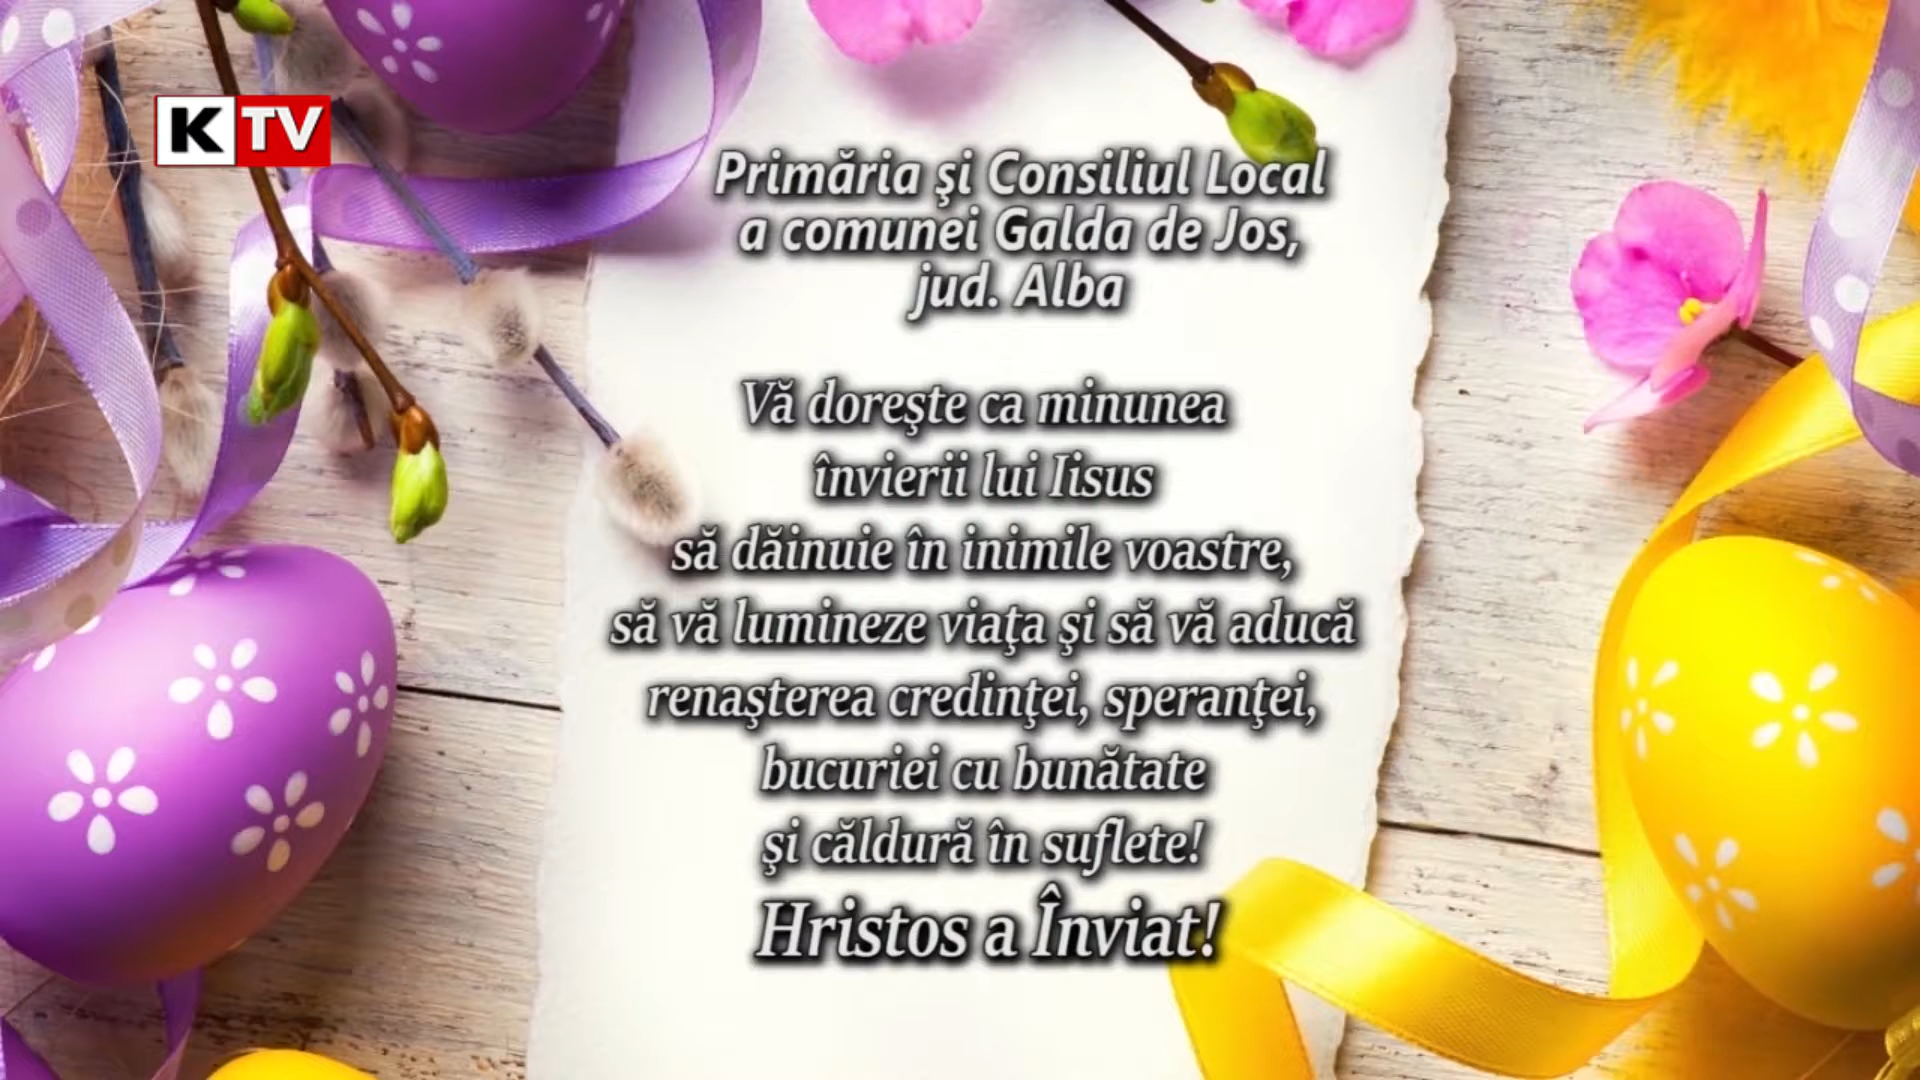 K TV
Primăria şi Consiliul Local
a comunei Galda de Jos,
jud. Alba
Vă doreşte ca minunea
învierii lui Iisus
să dăinuie în inimile voastre,
să vă lumineze viaţa şi să vă aducă
renaşterea credinţei, speranţei,
bucuriei cu bunătate
şi căldură în suflete!
Hristos a Înviat!